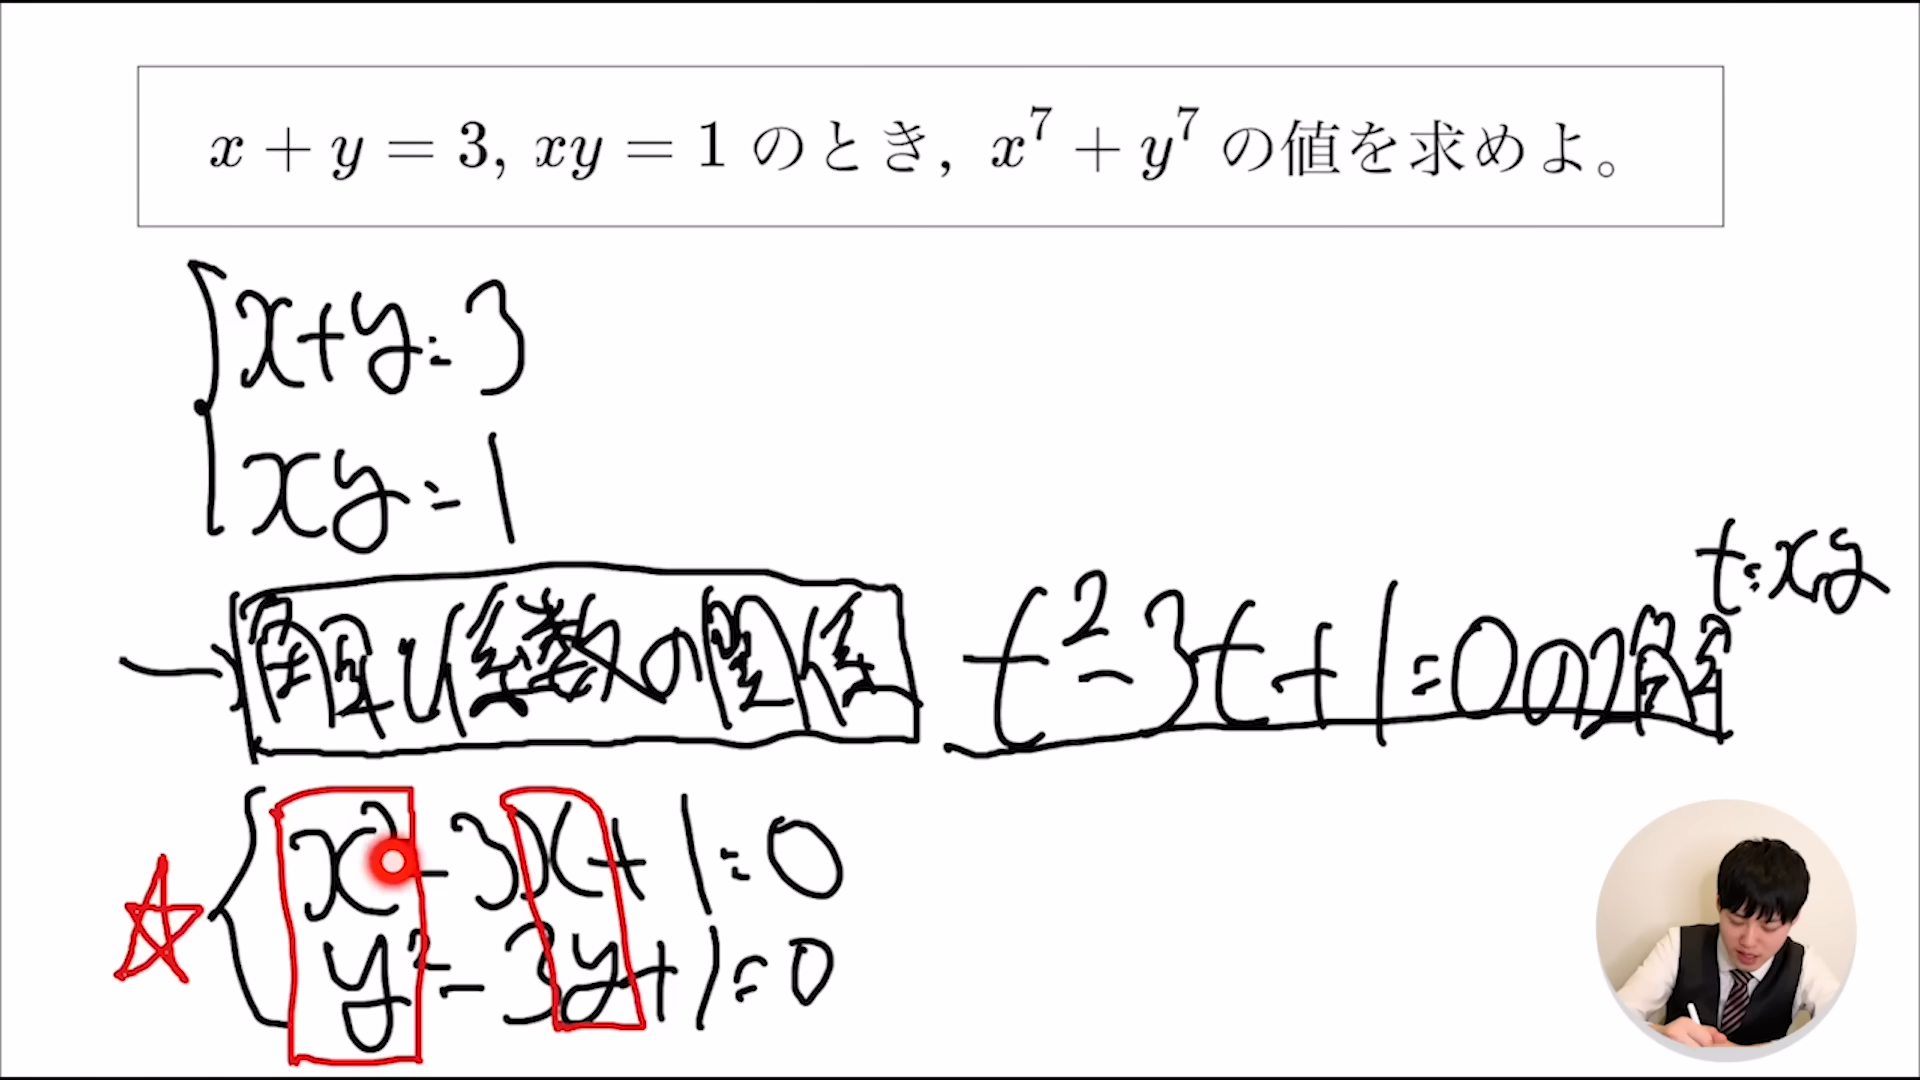 x + y = 3, xy = 1 のとき, x⁷ + y⁷ の値を求めよ。
x+y=3
xy=1
t=x,y
→解と係数の関係 t²-3t+1=0の2解
x²-3x+1=0
y²-3y+1=0